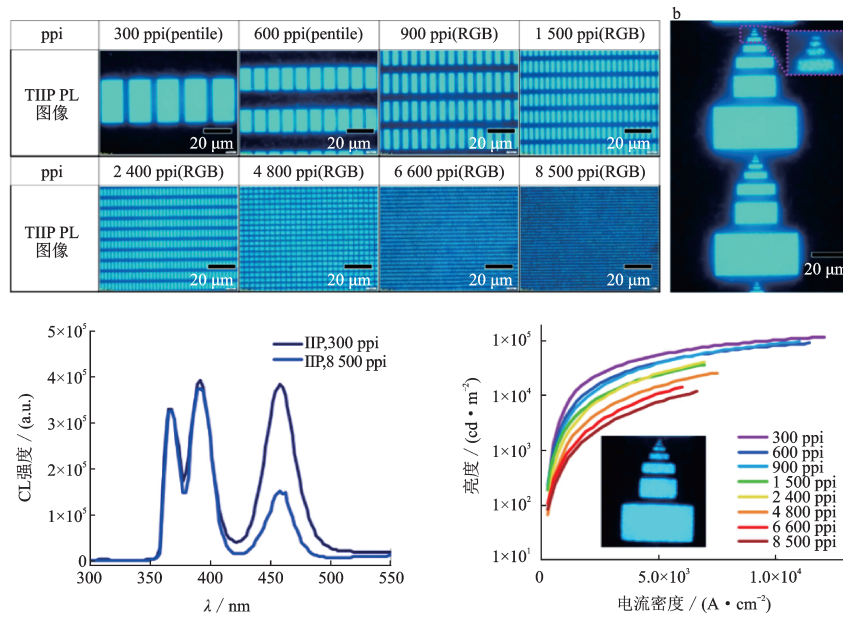 ppi 300 ppi(pentile) 600 ppi(pentile) 900 ppi(RGB) 1 500 ppi(RGB)
TIIP PL
图像
20 μm 20 μm 20 μm 20 μm
ppi 2 400 ppi(RGB) 4 800 ppi(RGB) 6 600 ppi(RGB) 8 500 ppi(RGB)
TIIP PL
图像
20 μm 20 μm 20 μm 20 μm
b
20 μm
5×10⁵
4×10⁵
3×10⁵
2×10⁵
1×10⁵
0
CL强度 / (a.u.)
IIP,300 ppi
IIP,8 500 ppi
300 350 400 450 500 550
λ / nm
1×10⁵
1×10⁴
1×10³
1×10²
1×10¹
亮度 / (cd·m⁻²)
300 ppi
600 ppi
900 ppi
1 500 ppi
2 400 ppi
4 800 ppi
6 600 ppi
8 500 ppi
0 5.0×10³ 1.0×10⁴
电流密度 / (A·cm⁻²)